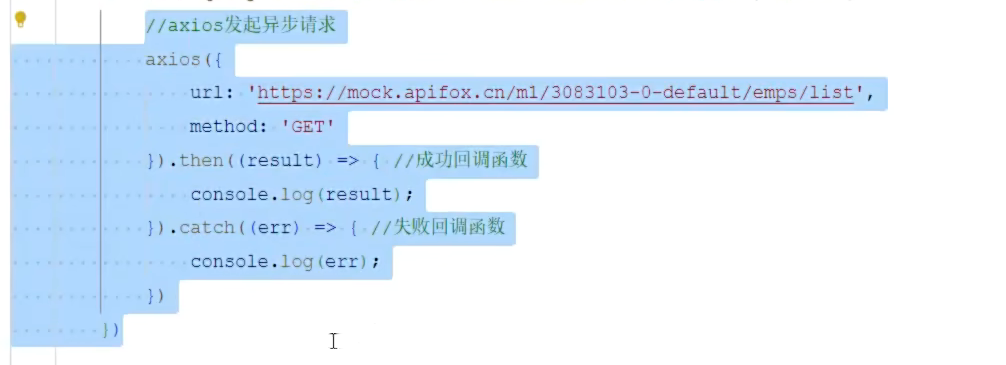 //axios发起异步请求
axios({
url: 'https://mock.apifox.cn/m1/3083103-0-default/emps/list',
method: 'GET'
}).then((result) => { //成功回调函数
console.log(result);
}).catch((err) => { //失败回调函数
console.log(err);
})
})